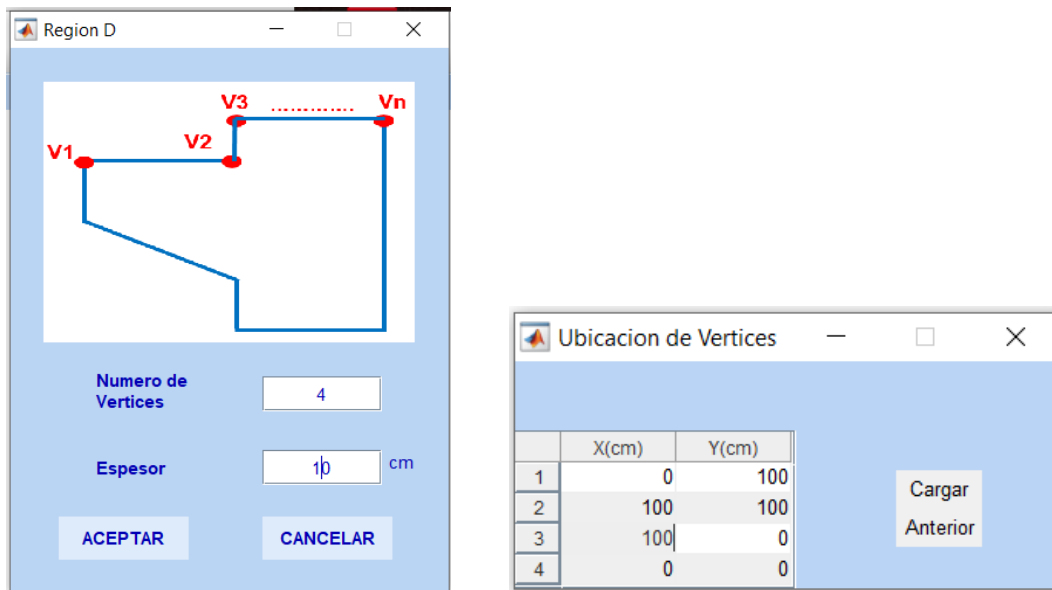 Region D
V1
V2
V3 ............. Vn
Numero de
Vertices
4
Espesor
10
cm
ACEPTAR
CANCELAR
Ubicacion de Vertices
X(cm) Y(cm)
1 0 100
2 100 100
3 100 0
4 0 0
Cargar
Anterior